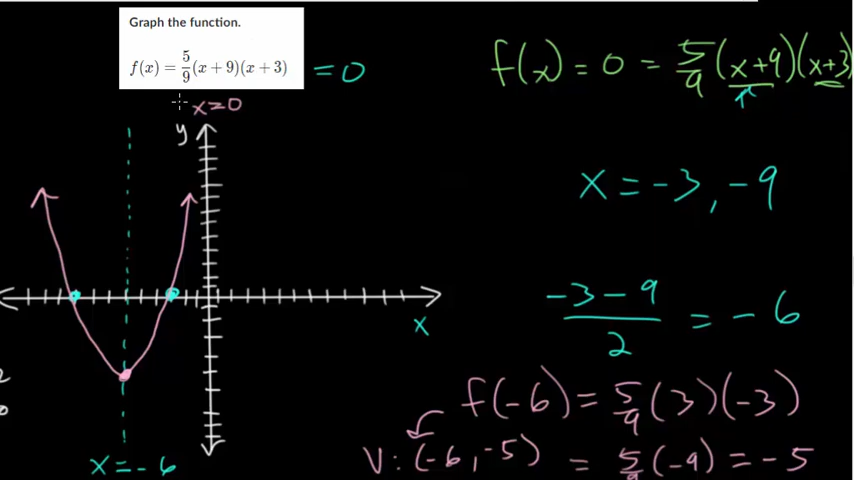 Graph the function.
f(x) = 5/9 (x + 9)(x + 3) = 0
f(x) = 0 = 5/9 (x+9)(x+3)
x=0
y
x = -3, -9
x
(-3 - 9)/2 = -6
f(-6) = 5/9 (3)(-3)
V: (-6, -5) = 5/9 (-9) = -5
x = -6